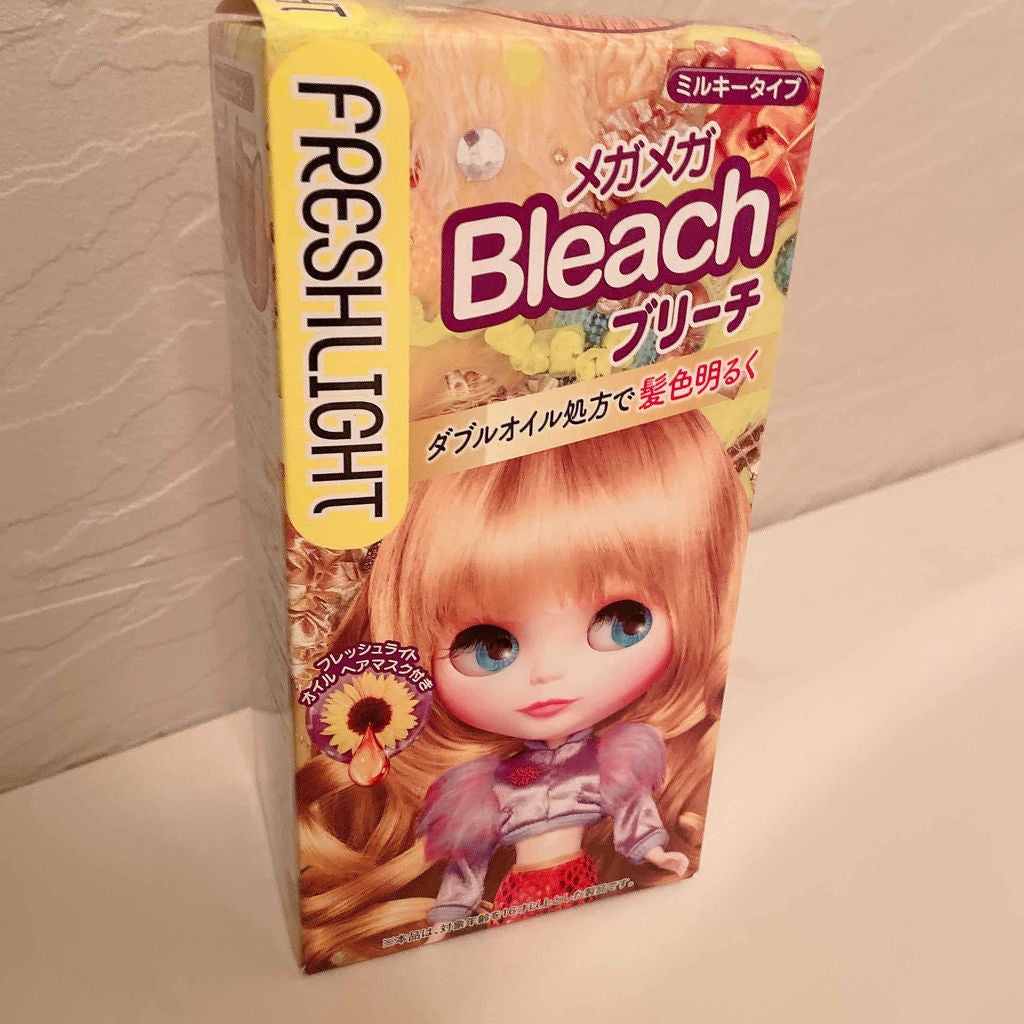 FRESHLIGHT
ミルキータイプ
メガメガ
Bleach
ブリーチ
ダブルオイル処方で髪色明るく
フレッシュライト
オイル ヘアマスク付き
※本品は、対象年齢を16才以上とした製品です。